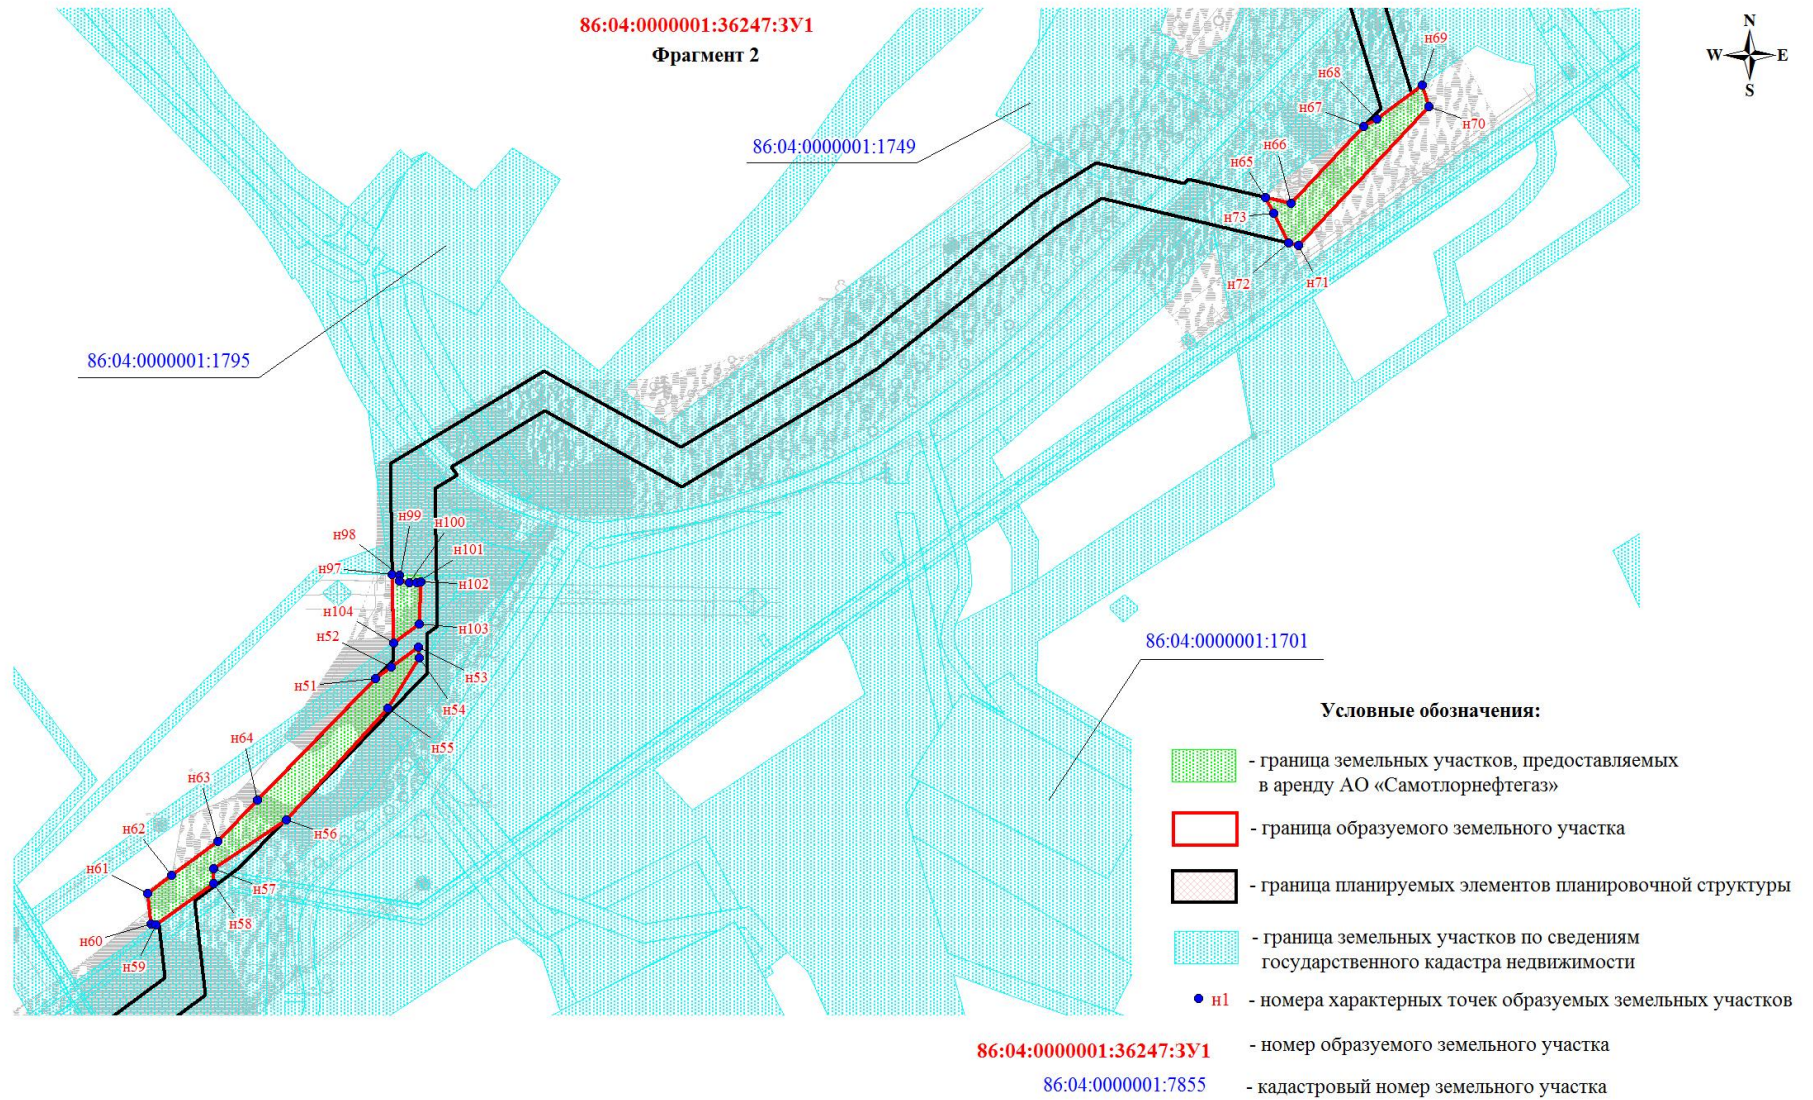 86:04:0000001:36247:ЗУ1
Фрагмент 2
N
W E
S
н69
н68
н67
н70
86:04:0000001:1749
н66
н65
н73
н72
н71
86:04:0000001:1795
н99
н100
н98
н101
н97
н102
н104
н103
н52
86:04:0000001:1701
н53
н51
н54
н64
н55
н63
н62
н56
н61
н57
н58
н60
н59
Условные обозначения:
- граница земельных участков, предоставляемых
в аренду АО «Самотлорнефтегаз»
- граница образуемого земельного участка
- граница планируемых элементов планировочной структуры
- граница земельных участков по сведениям
государственного кадастра недвижимости
н1 - номера характерных точек образуемых земельных участков
86:04:0000001:36247:ЗУ1 - номер образуемого земельного участка
86:04:0000001:7855 - кадастровый номер земельного участка